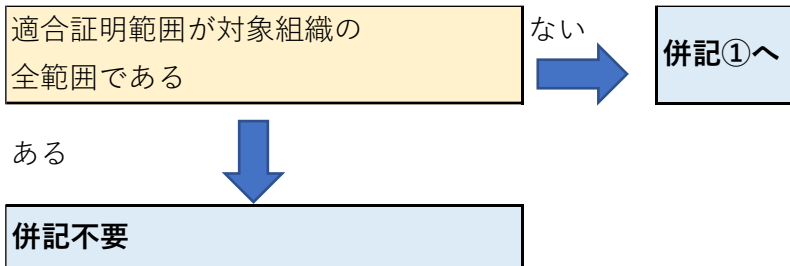 適合証明範囲が対象組織の
全範囲である
ない
併記①へ
ある
併記不要